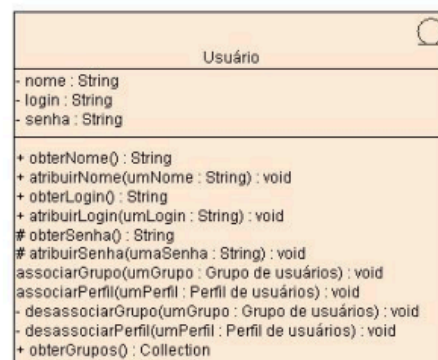 Usuário
- nome : String
- login : String
- senha : String
+ obterNome() : String
+ atribuirNome(umNome : String) : void
+ obterLogin() : String
+ atribuirLogin(umLogin : String) : void
# obterSenha() : String
# atribuirSenha(umaSenha : String) : void
associarGrupo(umGrupo : Grupo de usuários) : void
associarPerfil(umPerfil : Perfil de usuários) : void
- desassociarGrupo(umGrupo : Grupo de usuários) : void
- desassociarPerfil(umPerfil : Perfil de usuários) : void
+ obterGrupos() : Collection